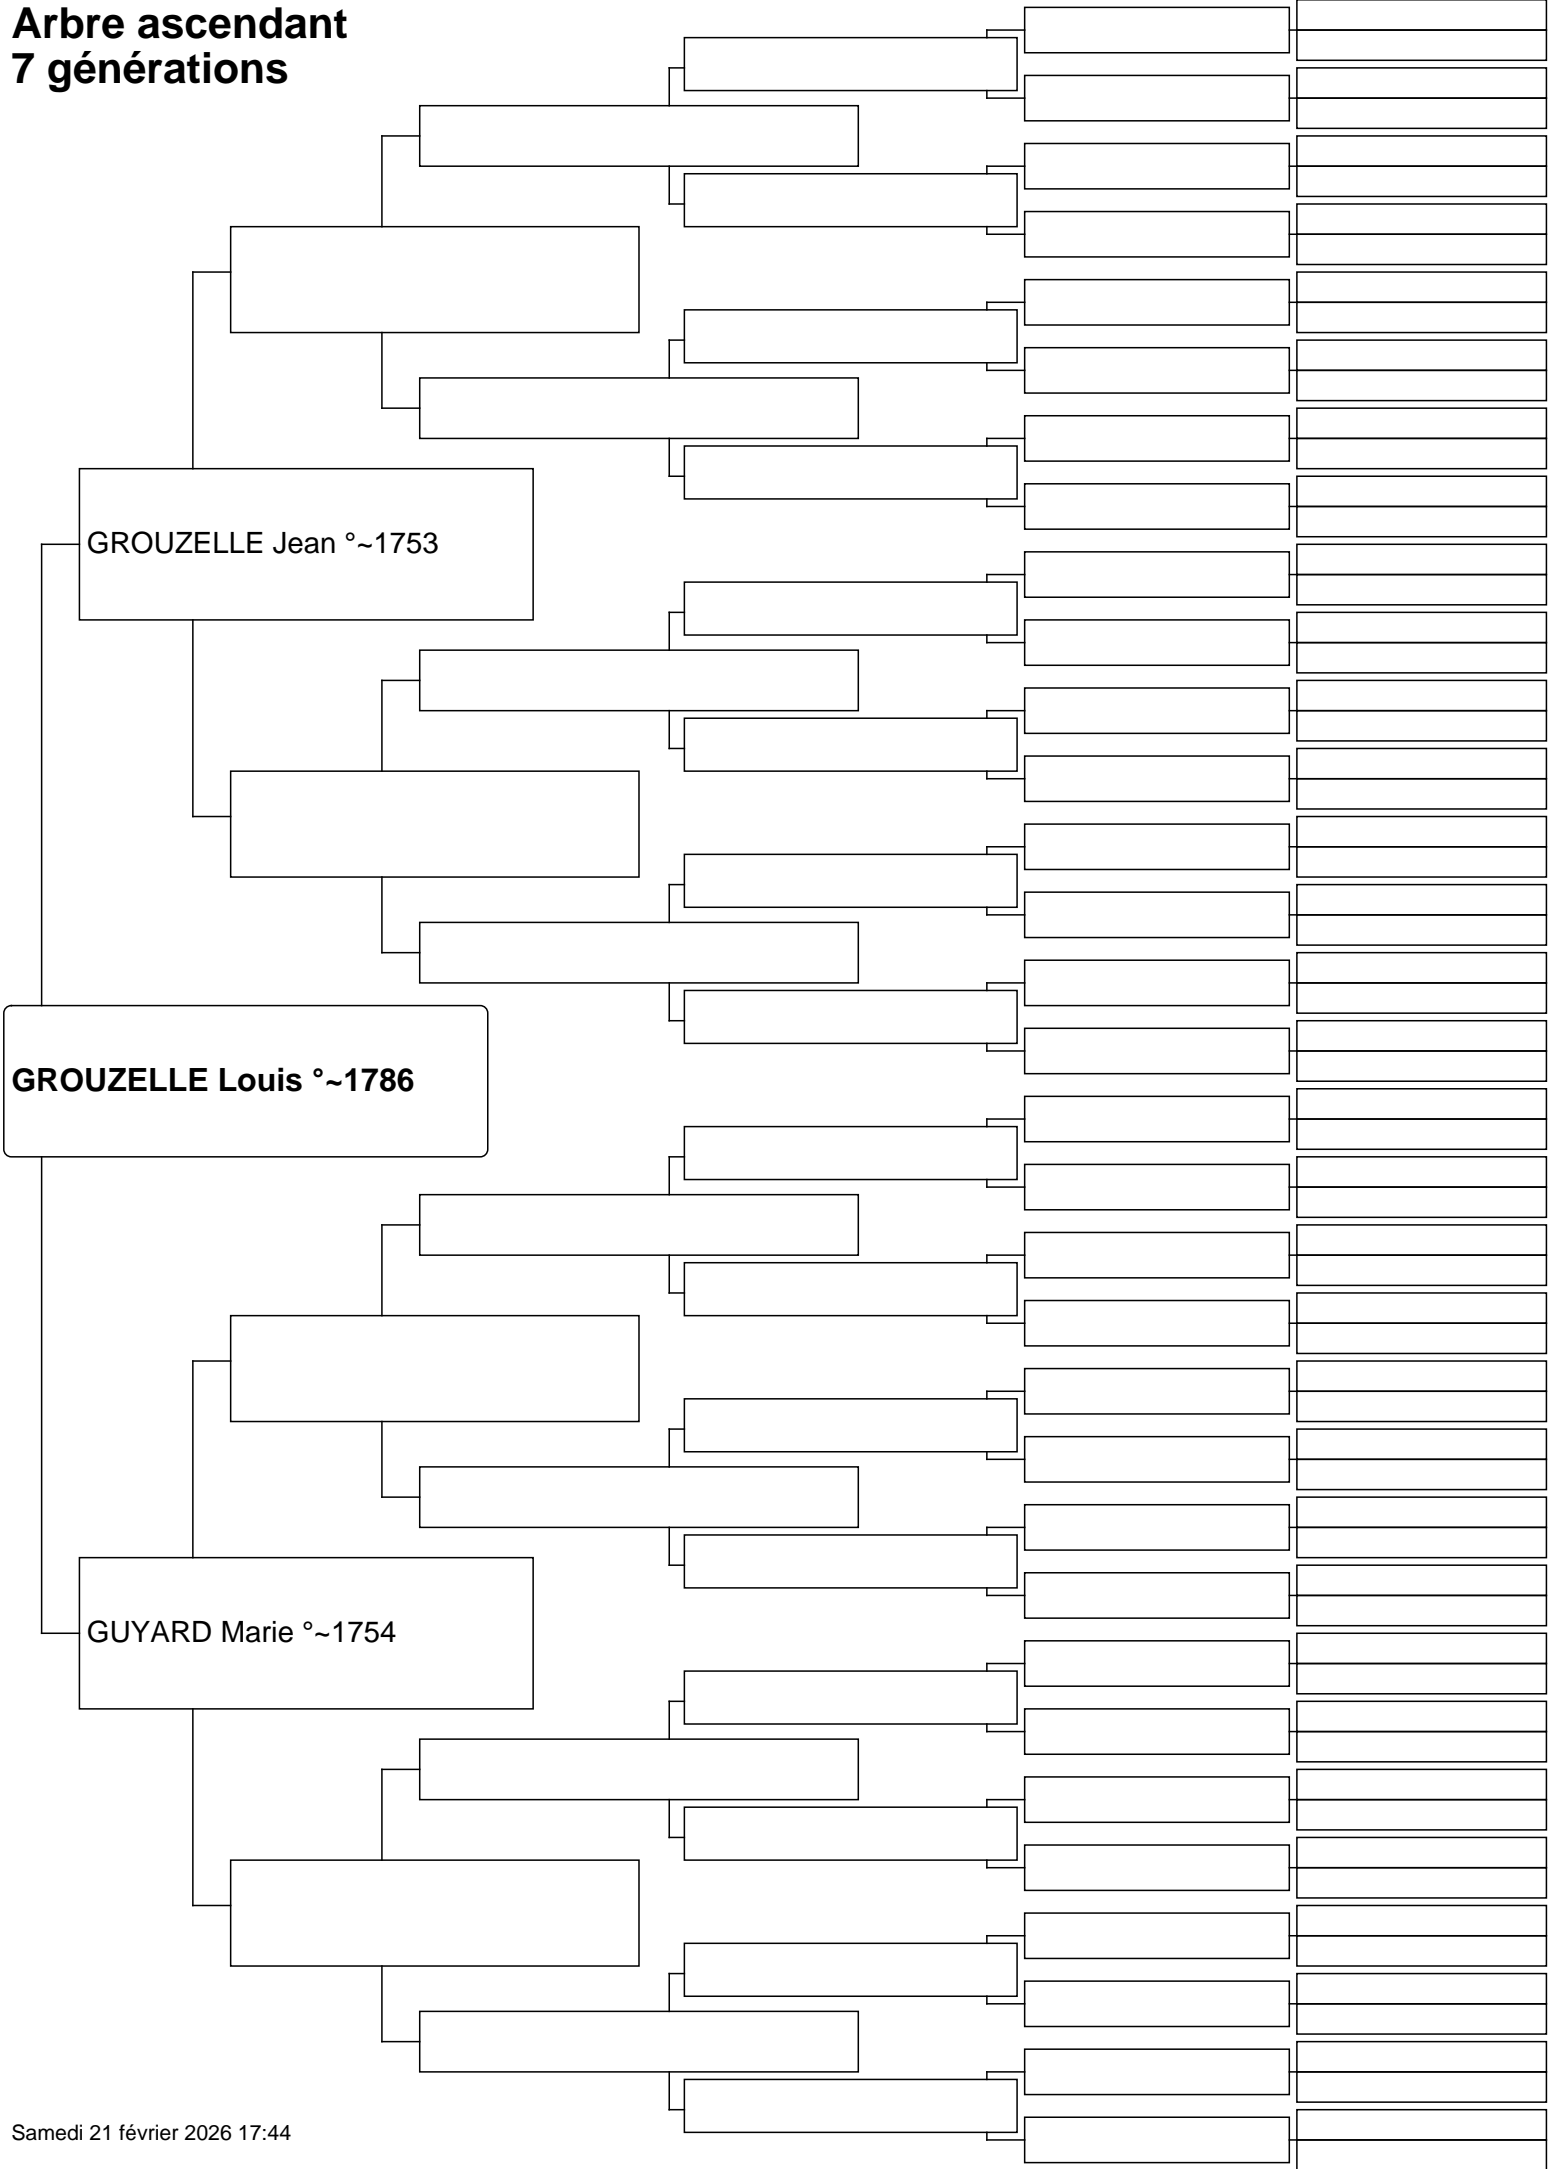 Arbre ascendant
7 générations
GROUZELLE Jean °~1753
GROUZELLE Louis °~1786
GUYARD Marie °~1754
Samedi 21 février 2026 17:44